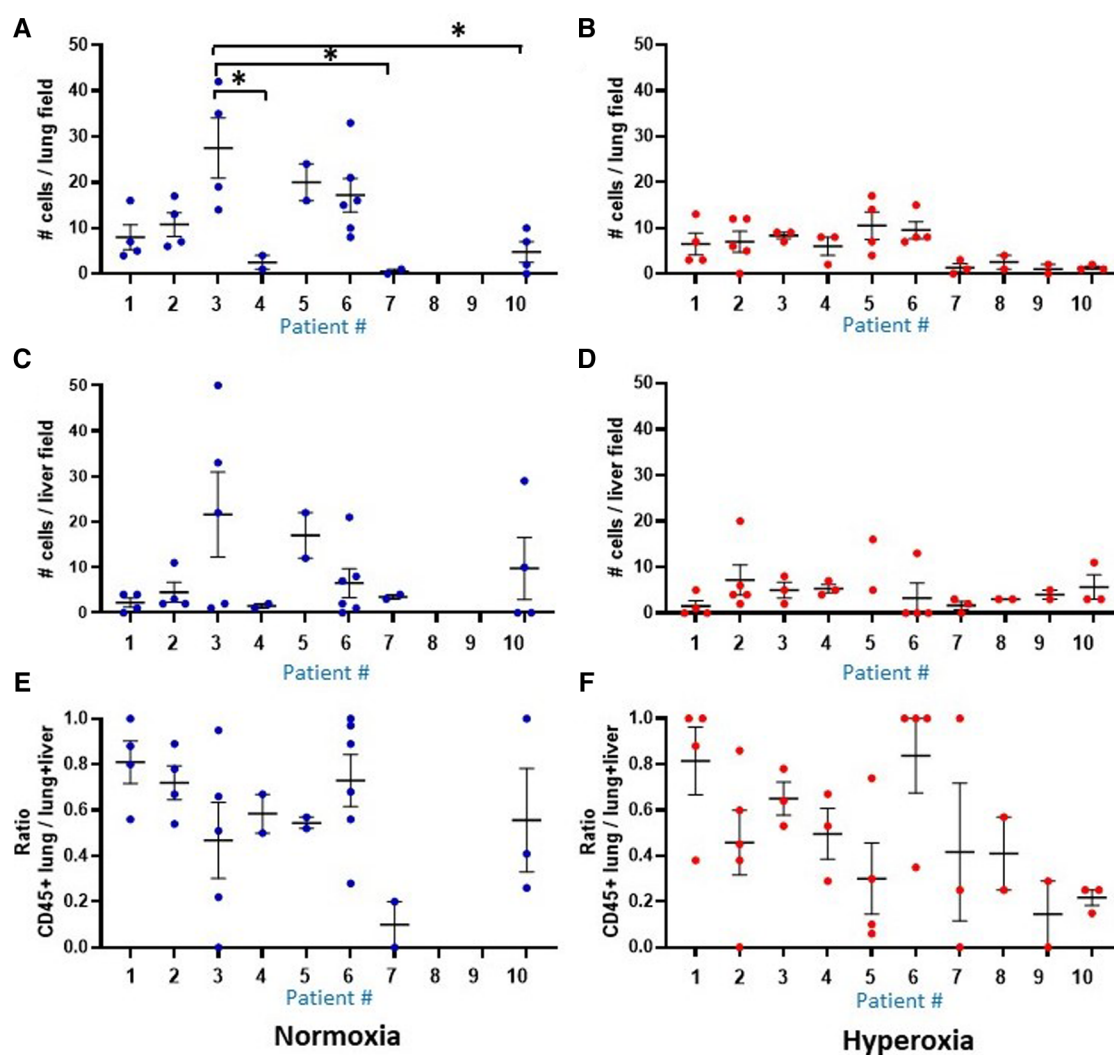 A
# cells / lung field
50
40
30
20
10
0
*
*
*
1 2 3 4 5 6 7 8 9 10
Patient #
B
# cells / lung field
50
40
30
20
10
0
1 2 3 4 5 6 7 8 9 10
Patient #
C
# cells / liver field
50
40
30
20
10
0
1 2 3 4 5 6 7 8 9 10
Patient #
D
# cells / liver field
50
40
30
20
10
0
1 2 3 4 5 6 7 8 9 10
Patient #
E
Ratio
CD45+ lung / lung+liver
1.0
0.8
0.6
0.4
0.2
0.0
1 2 3 4 5 6 7 8 9 10
Patient #
Normoxia
F
Ratio
CD45+ lung / lung+liver
1.0
0.8
0.6
0.4
0.2
0.0
1 2 3 4 5 6 7 8 9 10
Patient #
Hyperoxia